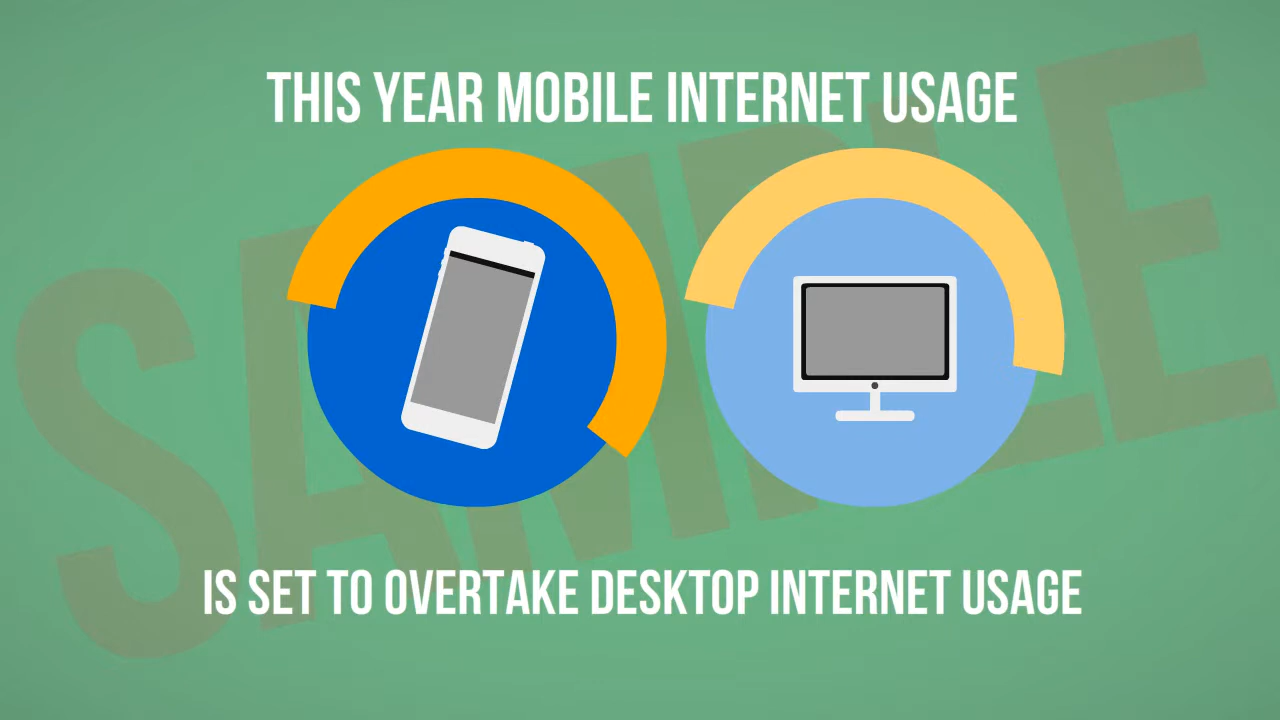 THIS YEAR MOBILE INTERNET USAGE
SAMPLE
IS SET TO OVERTAKE DESKTOP INTERNET USAGE